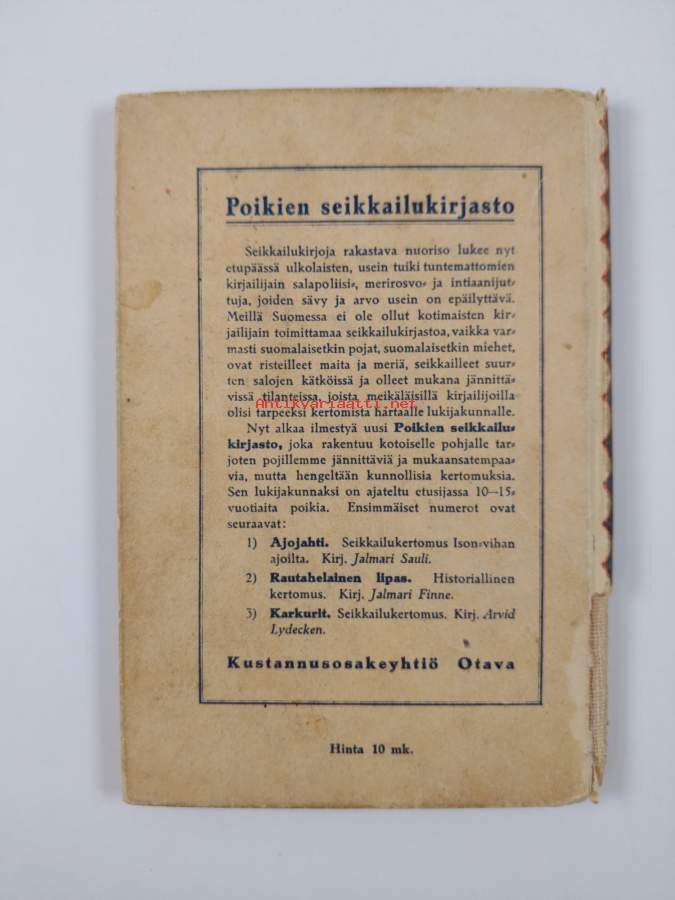 Poikien seikkailukirjasto
Seikkailukirjoja rakastava nuoriso lukee nyt
etupäässä ulkolaisten, usein tuiki tuntemattomien
kirjailijain salapoliisi-, merirosvo- ja intiaanijut-
tuja, joiden sävy ja arvo usein on epäilyttävä.
Meillä Suomessa ei ole ollut kotimaisten kir-
jailijain toimittamaa seikkailukirjastoa, vaikka var-
masti suomalaisetkin pojat, suomalaisetkin miehet,
ovat risteilleet maita ja meriä, seikkailleet suur-
ten salojen kätköissä ja olleet mukana jännittä-
vissä tilanteissa, joista meikäläisillä kirjailijoilla
Antikvariaatti.net
olisi tarpeeksi kertomista hartaalle lukijakunnalle.
Nyt alkaa ilmestyä uusi Poikien seikkailu-
kirjasto, joka rakentuu kotoiselle pohjalle tar-
joten pojillemme jännittäviä ja mukaansatempaa-
via, mutta hengeltään kunnollisia kertomuksia.
Sen lukijakunnaksi on ajateltu etusijassa 10—15-
vuotiaita poikia. Ensimmäiset numerot ovat
seuraavat:
1) Ajojahti. Seikkailukertomus Ison-vihan
ajoilta. Kirj. Jalmari Sauli.
2) Rautahelainen lipas. Historiallinen
kertomus. Kirj. Jalmari Finne.
3) Karkurit. Seikkailukertomus. Kirj. Arvid
Lydecken.
Kustannusosakeyhtiö Otava
Hinta 10 mk.